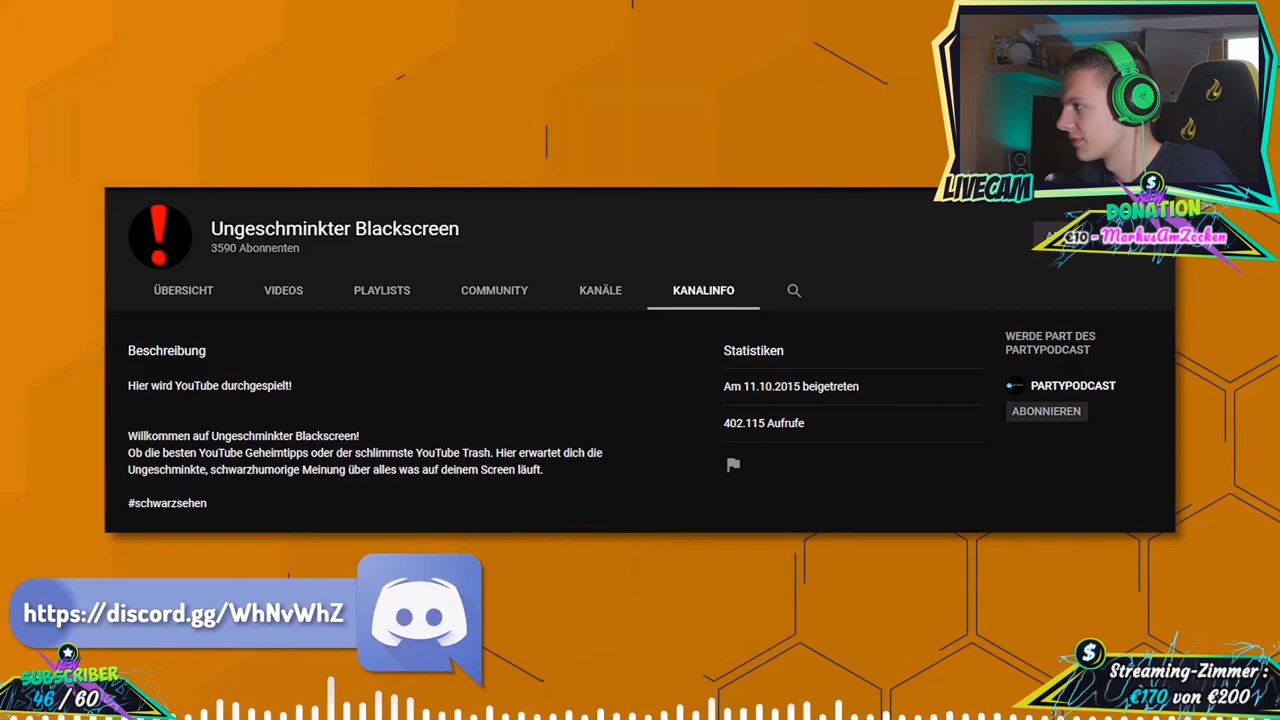 LIVECAM
$
NEW
DONATION
€10 - MarkusAmZocken
Ungeschminkter Blackscreen
3590 Abonnenten
ÜBERSICHT
VIDEOS
PLAYLISTS
COMMUNITY
KANÄLE
KANALINFO
Beschreibung
Hier wird YouTube durchgespielt!
Willkommen auf Ungeschminkter Blackscreen!
Ob die besten YouTube Geheimtipps oder der schlimmste YouTube Trash. Hier erwartet dich die
Ungeschminkte, schwarzhumorige Meinung über alles was auf deinem Screen läuft.
#schwarzsehen
Statistiken
Am 11.10.2015 beigetreten
402.115 Aufrufe
WERDE PART DES
PARTYPODCAST
PARTYPODCAST
ABONNIEREN
https://discord.gg/WhNvWhZ
NEW
SUBSCRIBER
46 / 60
$
Streaming-Zimmer :
€170 von €200